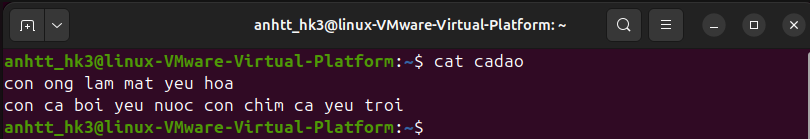 anhtt_hk3@linux-VMware-Virtual-Platform: ~
anhtt_hk3@linux-VMware-Virtual-Platform:~$ cat cadao
con ong lam mat yeu hoa
con ca boi yeu nuoc con chim ca yeu troi
anhtt_hk3@linux-VMware-Virtual-Platform:~$